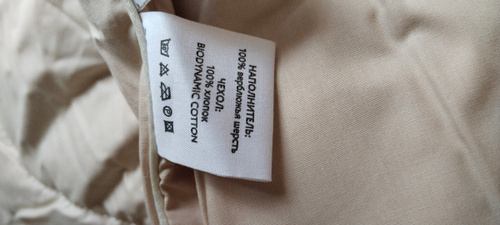 НАПОЛНИТЕЛЬ:
100% верблюжья шерсть
ЧЕХОЛ:
100% хлопок
BIODYNAMIC COTTON